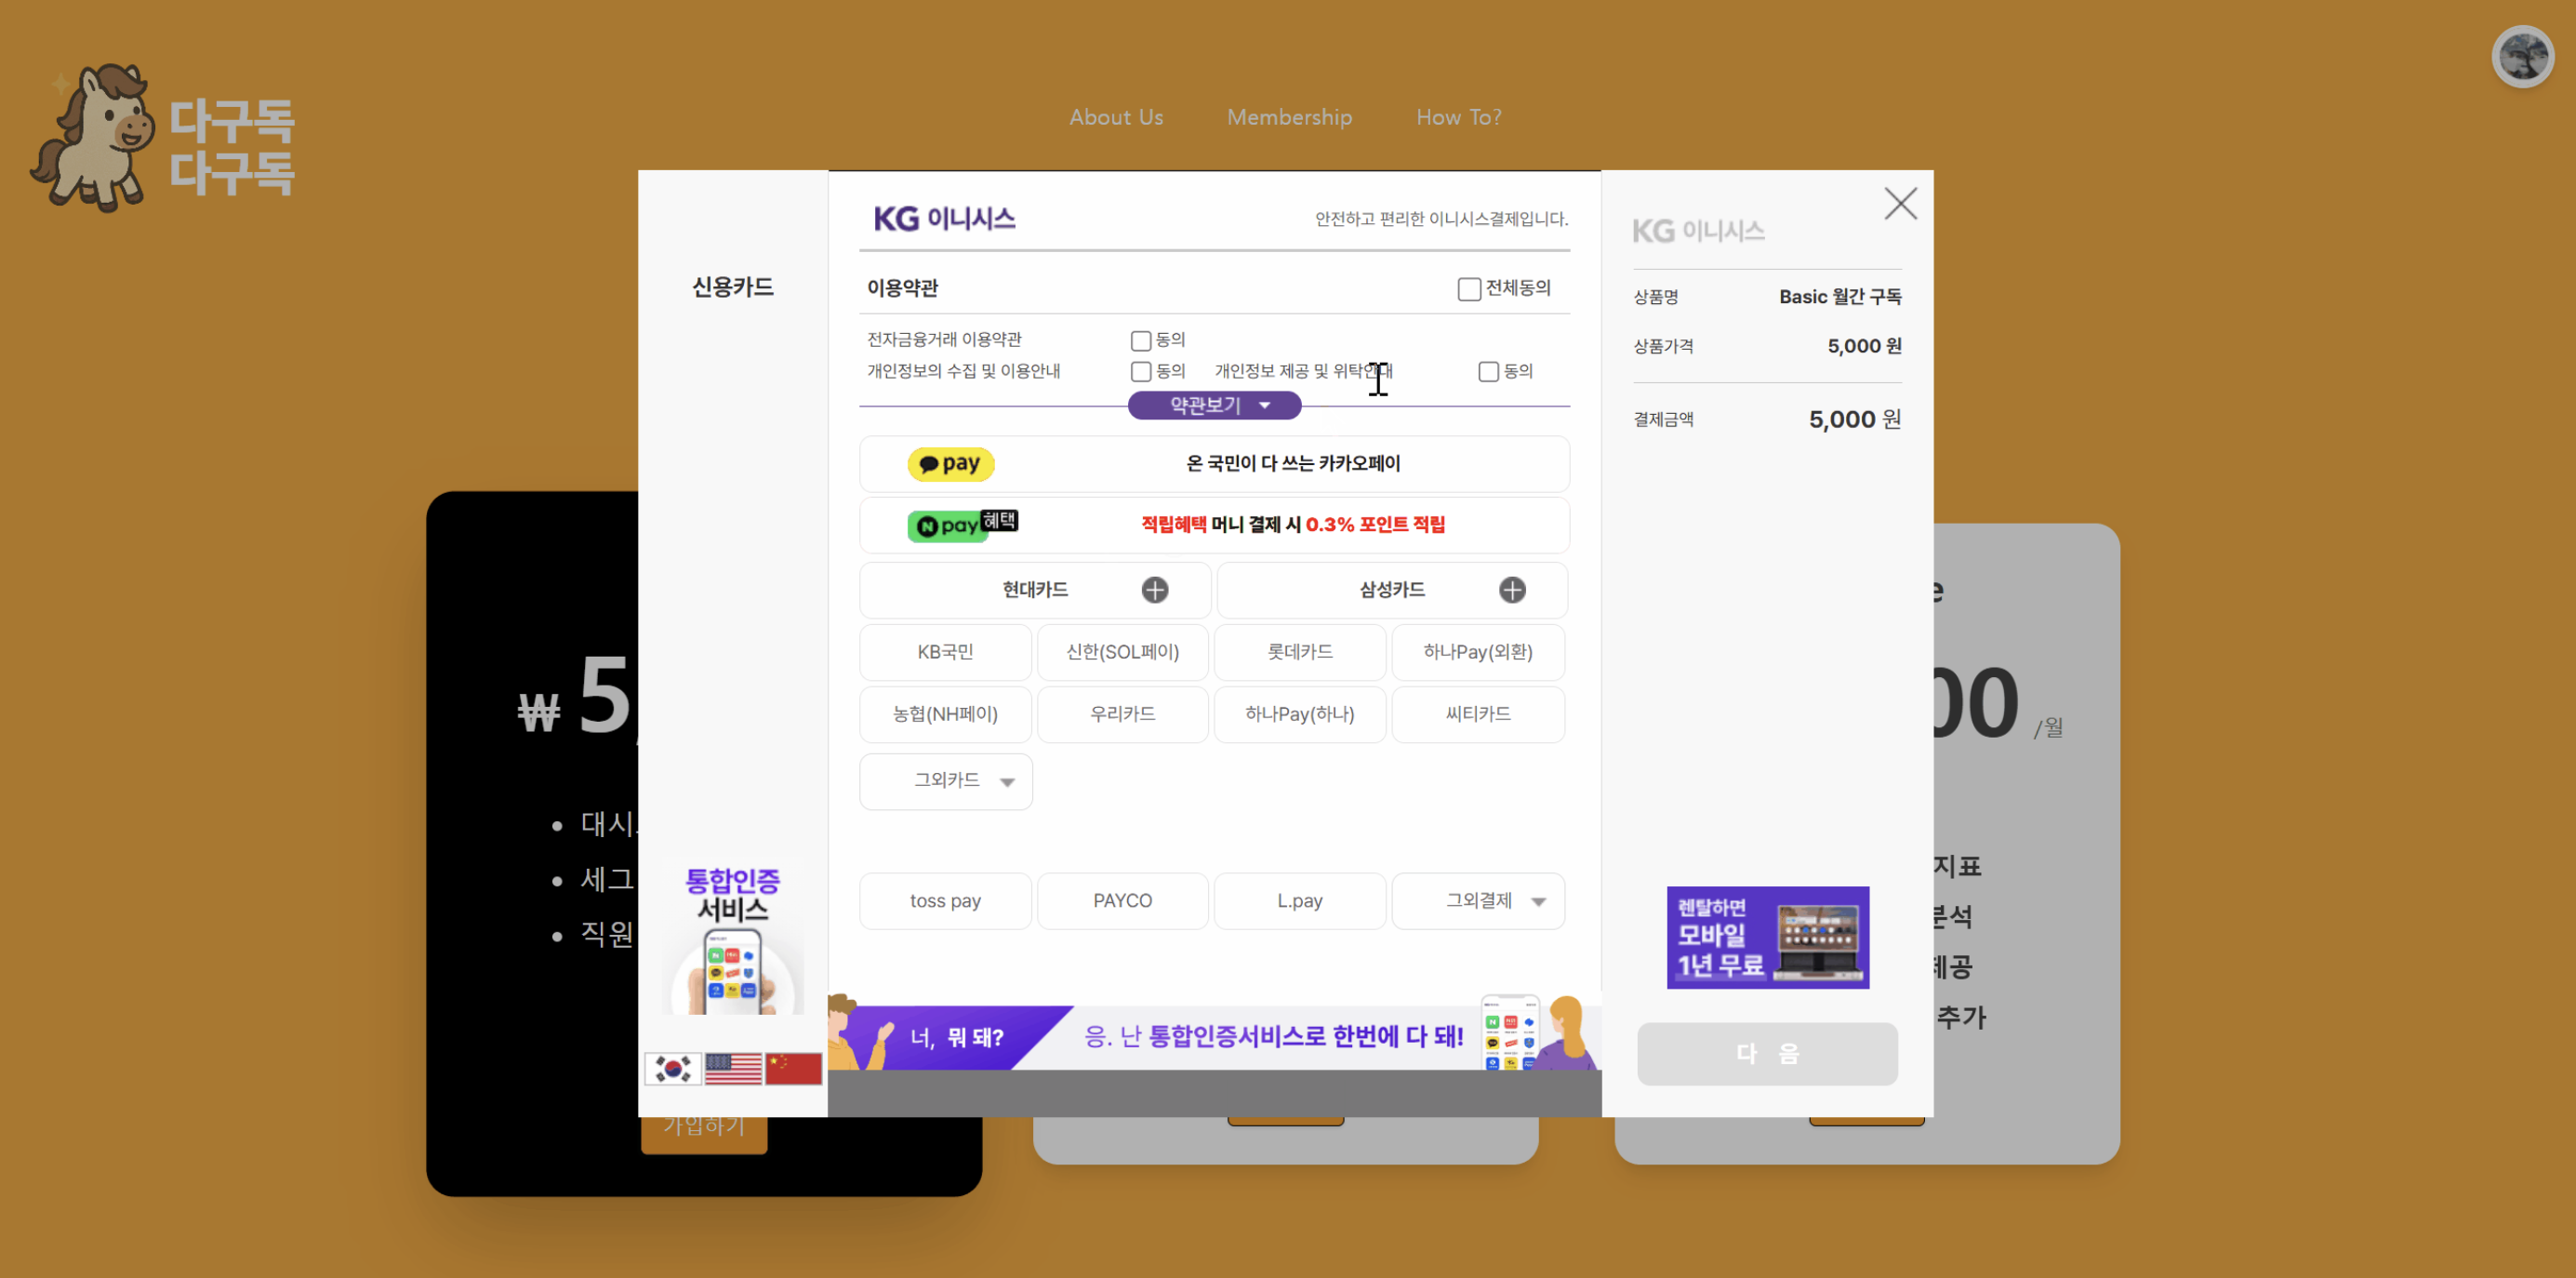 다구독
다구독
About Us
Membership
How To?
신용카드
KG 이니시스
안전하고 편리한 이니시스결제입니다.
이용약관
전체동의
전자금융거래 이용약관
동의
개인정보의 수집 및 이용안내
동의
개인정보 제공 및 위탁안내
동의
약관보기
pay
온 국민이 다 쓰는 카카오페이
N pay 혜택
적립혜택 머니 결제 시 0.3% 포인트 적립
현대카드
삼성카드
KB국민
신한(SOL페이)
롯데카드
하나Pay(외환)
농협(NH페이)
우리카드
하나Pay(하나)
씨티카드
그외카드
toss pay
PAYCO
L.pay
그외결제
너, 뭐 돼?
응. 난 통합인증서비스로 한번에 다 돼!
통합인증
서비스
KG 이니시스
상품명
Basic 월간 구독
상품가격
5,000 원
결제금액
5,000 원
렌탈하면
모바일
1년 무료
다 음
₩ 5,
대시
세그
직원
가입하기
e
00
/월
지표
분석
제공
추가